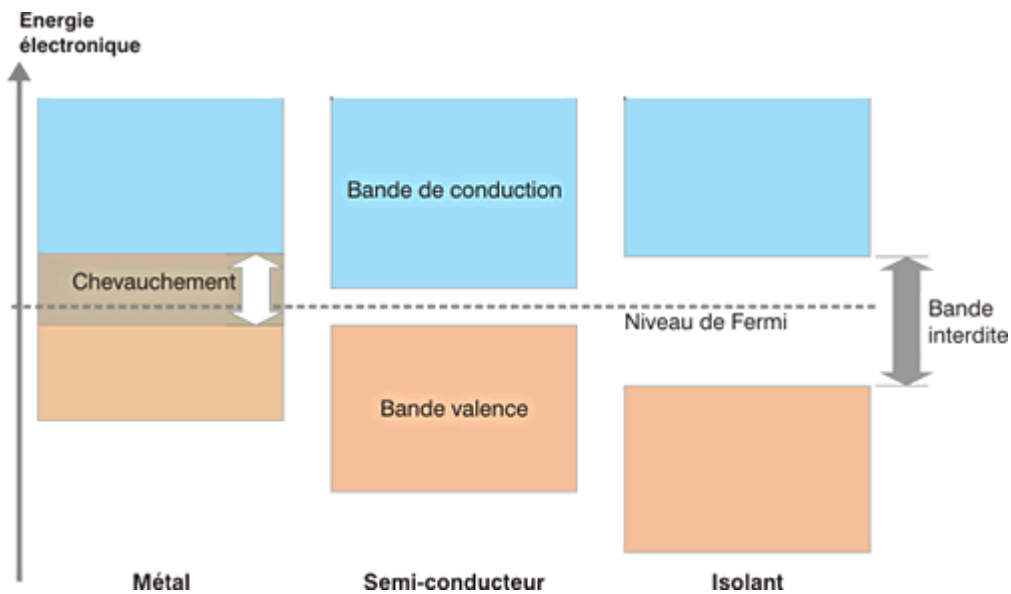 Energie
électronique
Bande de conduction
Chevauchement
Niveau de Fermi
Bande
interdite
Bande valence
Métal
Semi-conducteur
Isolant